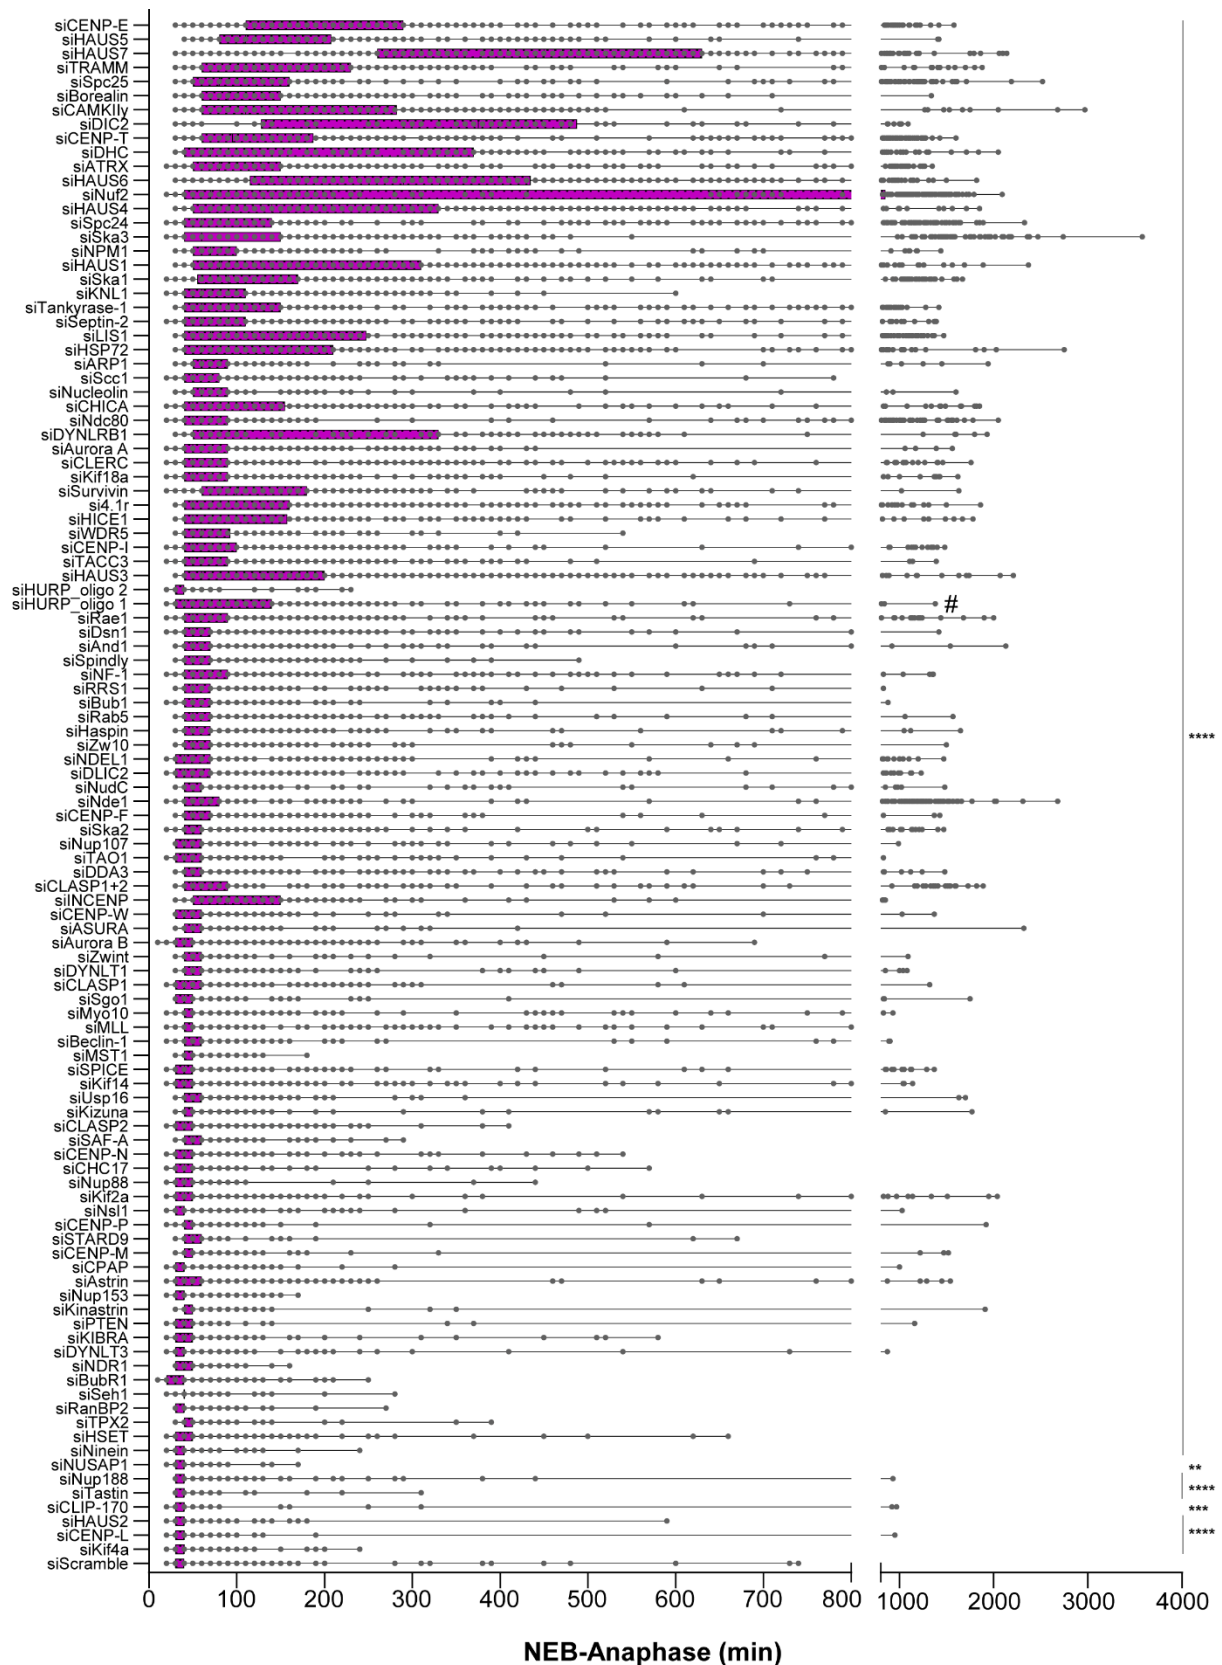 siCENP-E
siHAUS5
siHAUS7
siTRAMM
siSpc25
siBorealin
siCAMKIIγ
siDIC2
siCENP-T
siDHC
siATRX
siHAUS6
siNuf2
siHAUS4
siSpc24
siSka3
siNPM1
siHAUS1
siSka1
siKNL1
siTankyrase-1
siSeptin-2
siLIS1
siHSP72
siARP1
siScc1
siNucleolin
siCHICA
siNdc80
siDYNLRB1
siAurora A
siCLERC
siKif18a
siSurvivin
si4.1r
siHICE1
siWDR5
siCENP-I
siTACC3
siHAUS3
siHURP_oligo 2
siHURP_oligo 1 #
siRae1
siDsn1
siAnd1
siSpindly
siNF-1
siRRS1
siBub1
siRab5
siHaspin
siZw10 ****
siNDEL1
siDLIC2
siNudC
siNde1
siCENP-F
siSka2
siNup107
siTAO1
siDDA3
siCLASP1+2
siINCENP
siCENP-W
siASURA
siAurora B
siZwint
siDYNLT1
siCLASP1
siSgo1
siMyo10
siMLL
siBeclin-1
siMST1
siSPICE
siKif14
siUsp16
siKizuna
siCLASP2
siSAF-A
siCENP-N
siCHC17
siNup88
siKif2a
siNsl1
siCENP-P
siSTARD9
siCENP-M
siCPAP
siAstrin
siNup153
siKinastrin
siPTEN
siKIBRA
siDYNLT3
siNDR1
siBubR1
siSeh1
siRanBP2
siTPX2
siHSET
siNinein
siNUSAP1 **
siNup188
siTastin ****
siCLIP-170 ***
siHAUS2
siCENP-L ****
siKif4a
siScramble
0 100 200 300 400 500 600 700 800 1000 2000 3000 4000
NEB-Anaphase (min)